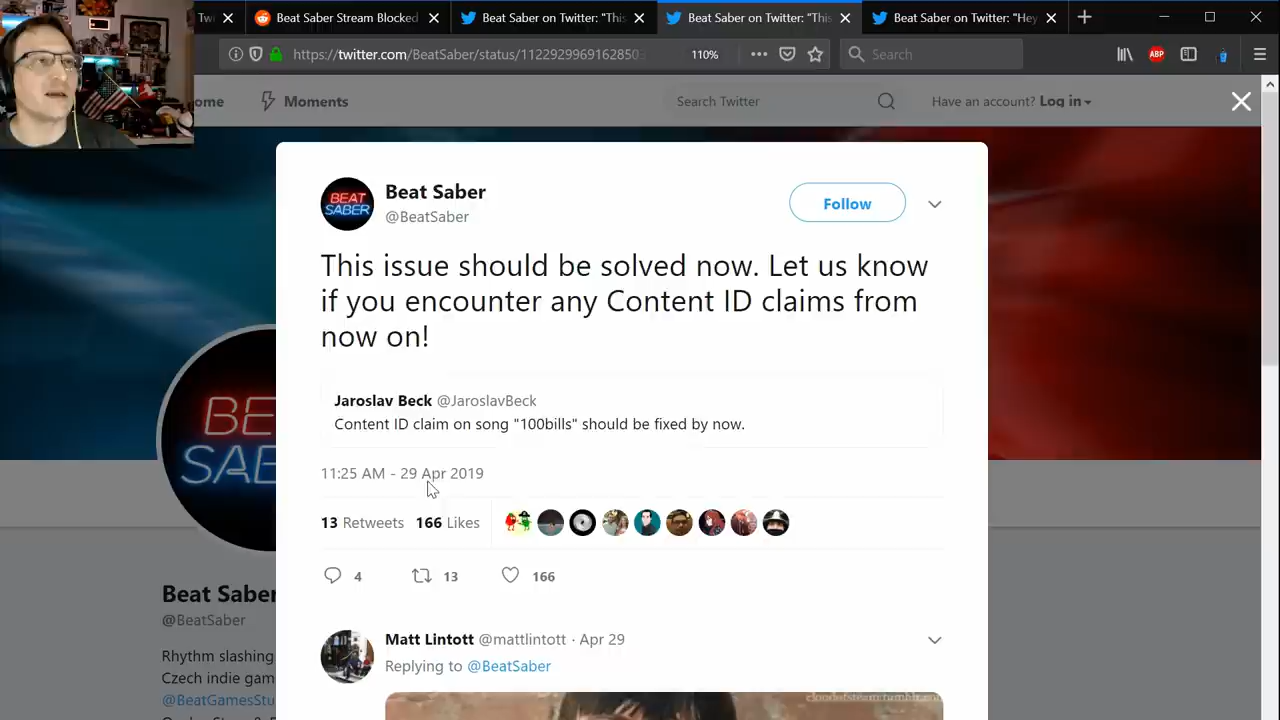 Twi
Beat Saber Stream Blocked
Beat Saber on Twitter: "This
Beat Saber on Twitter: "This
Beat Saber on Twitter: "Hey
https://twitter.com/BeatSaber/status/1122929969162850
110%
Search
ABP
ome
Moments
Search Twitter
Have an account? Log in
BEAT SABER
Beat Saber
@BeatSaber
Follow
This issue should be solved now. Let us know
if you encounter any Content ID claims from
now on!
Jaroslav Beck @JaroslavBeck
Content ID claim on song "100bills" should be fixed by now.
11:25 AM - 29 Apr 2019
13 Retweets 166 Likes
4 13 166
BE
SAB
Beat Saber
@BeatSaber
Rhythm slashing
Czech indie gam
@BeatGamesStu
Matt Lintott @mattlintott · Apr 29
Replying to @BeatSaber